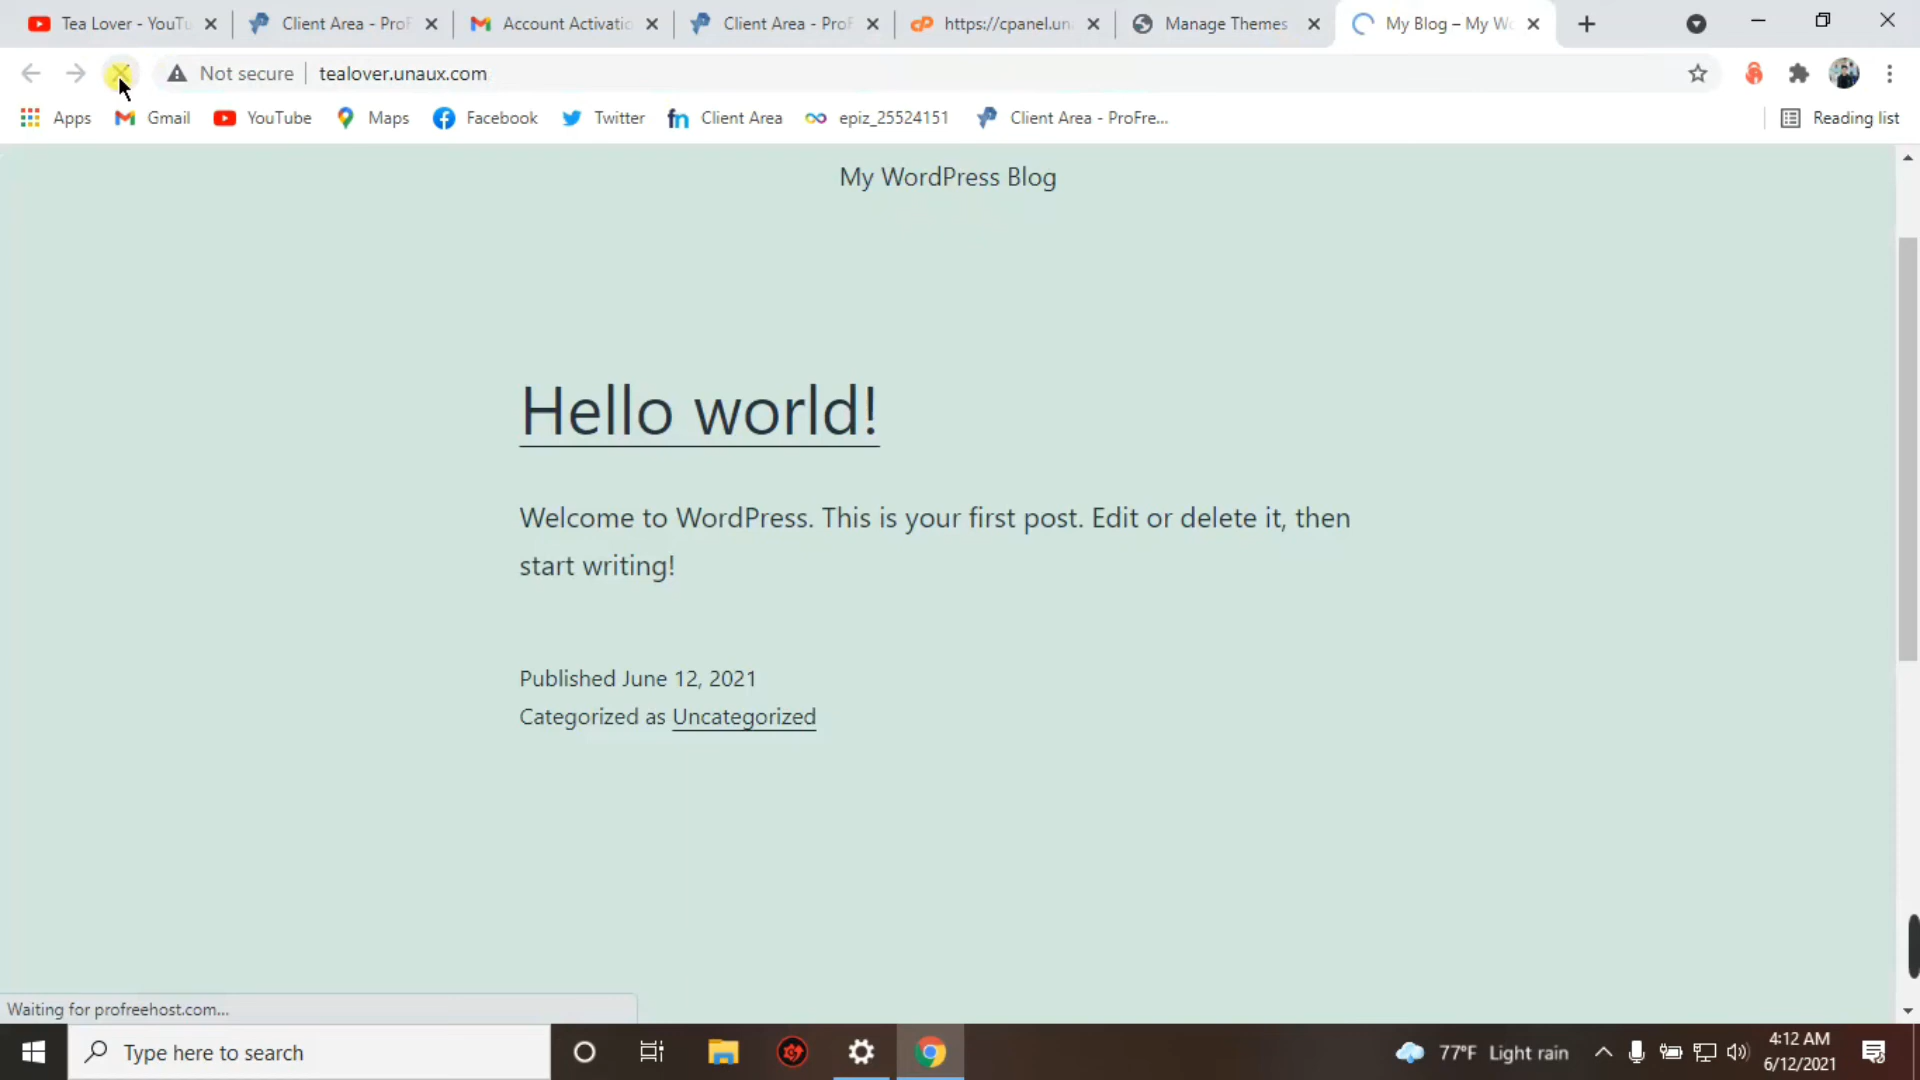 Tea Lover - YouTu
Client Area - ProF
Account Activatio
Client Area - ProF
https://cpanel.un
Manage Themes
My Blog – My Wo
Not secure
tealover.unaux.com
Apps
Gmail
YouTube
Maps
Facebook
Twitter
Client Area
epiz_25524151
Client Area - ProFre...
Reading list
My WordPress Blog
Hello world!
Welcome to WordPress. This is your first post. Edit or delete it, then
start writing!
Published June 12, 2021
Categorized as Uncategorized
Waiting for profreehost.com...
Type here to search
77°F Light rain
4:12 AM
6/12/2021